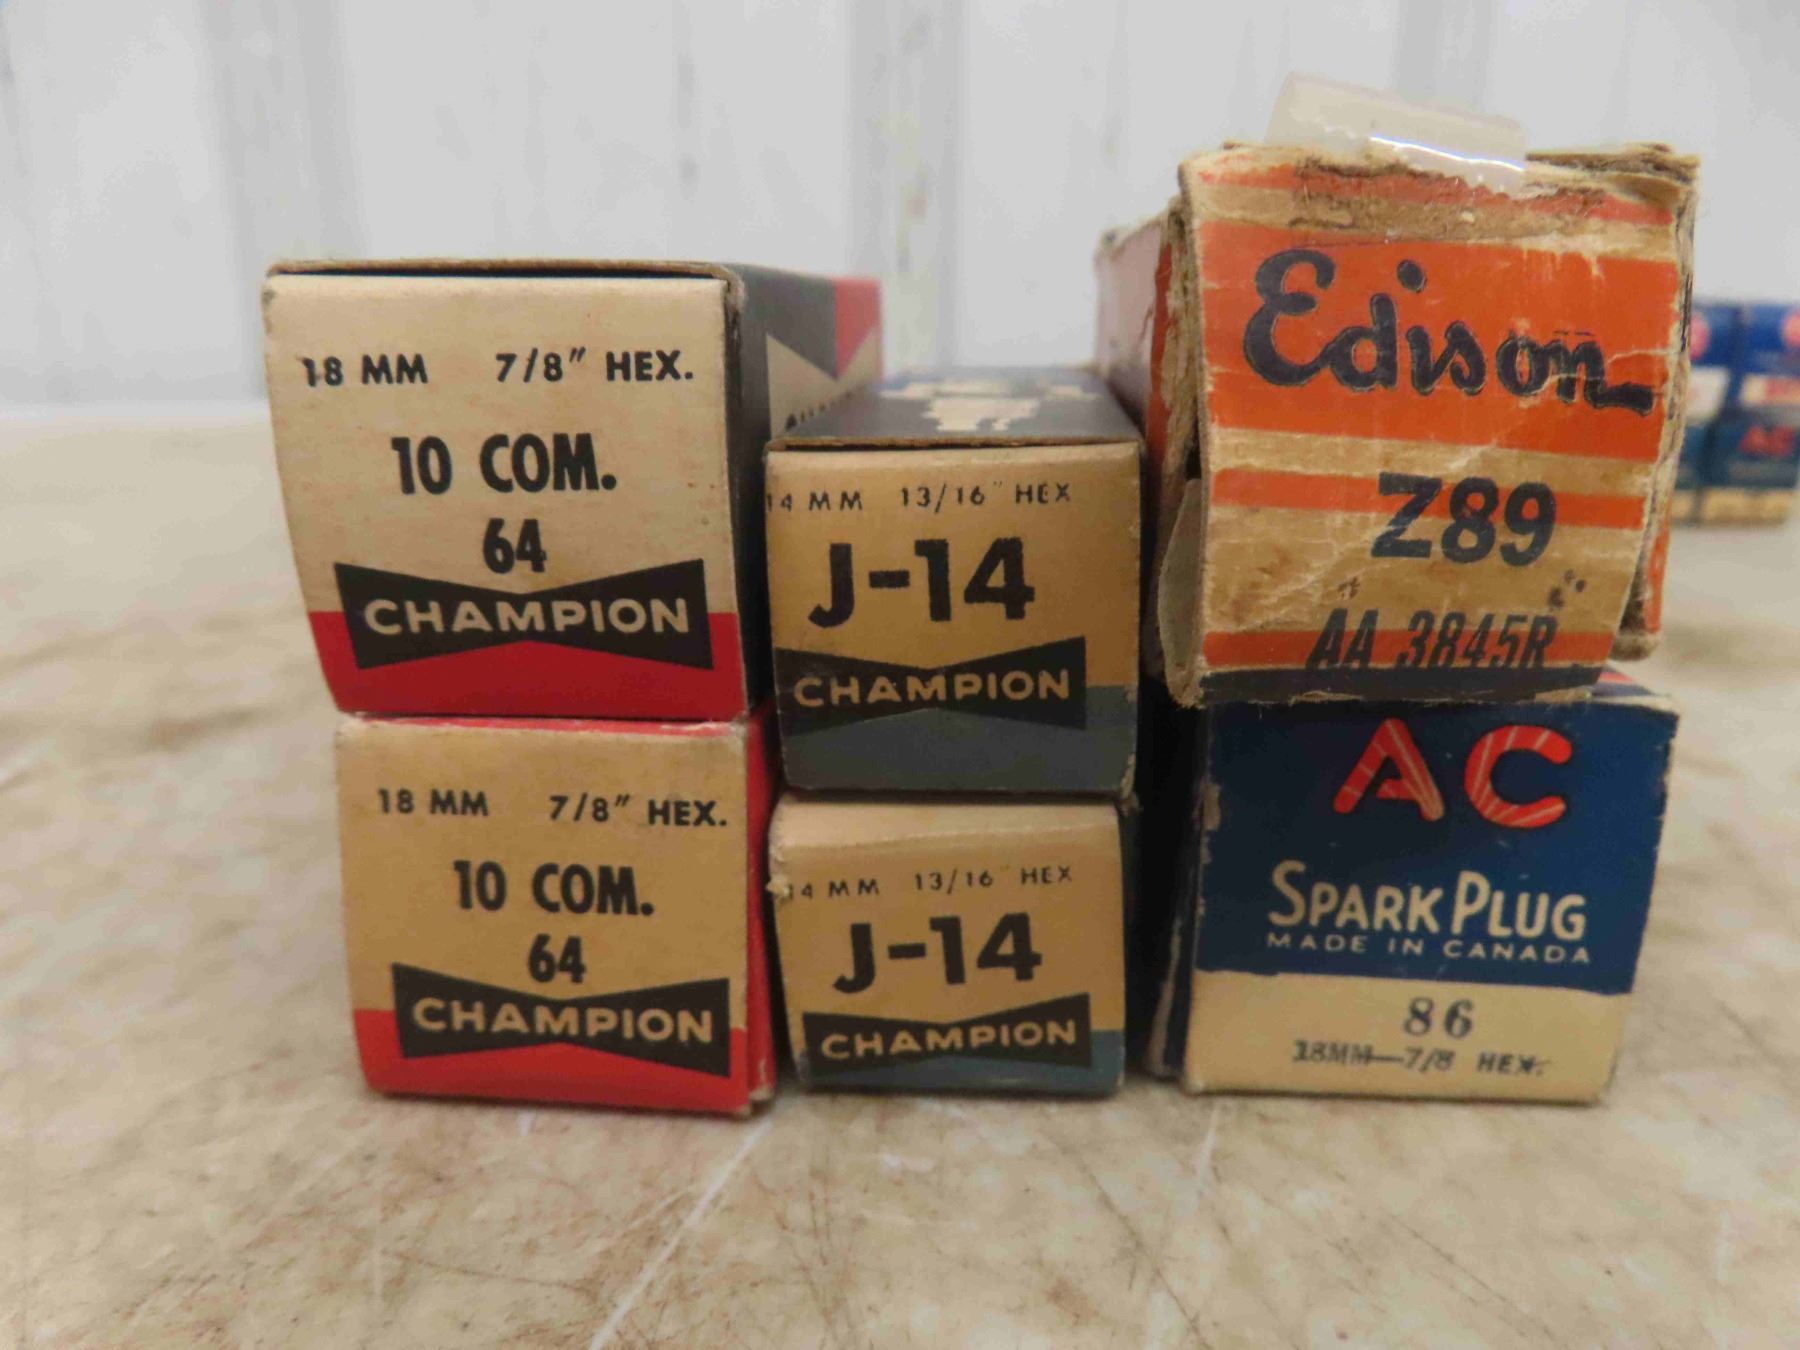 18 MM 7/8" HEX.
10 COM.
64
CHAMPION
18 MM 7/8" HEX.
10 COM.
64
CHAMPION
14 MM 13/16" HEX
J-14
CHAMPION
14 MM 13/16" HEX
J-14
CHAMPION
Edison
Z89
AA 3845R
AC
SPARK PLUG
MADE IN CANADA
86
18MM-7/8 HEX.
AC